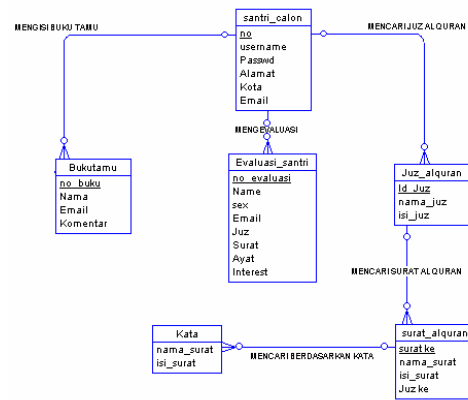 santri_calon
no
username
Passwd
Alamat
Kota
Email
MENGISI BUKU TAMU
MENCARI JUZ ALQURAN
MENGEVALUASI
Bukutamu
no_buku
Nama
Email
Komentar
Evaluasi_santri
no_evaluasi
Name
sex
Email
Juz
Surat
Ayat
Interest
Juz_alquran
Id_Juz
nama_juz
isi_juz
MENCARI SURAT ALQURAN
Kata
nama_surat
isi_surat
MENCARI BERDASARKAN KATA
surat_alquran
surat ke
nama_surat
isi_surat
Juz ke